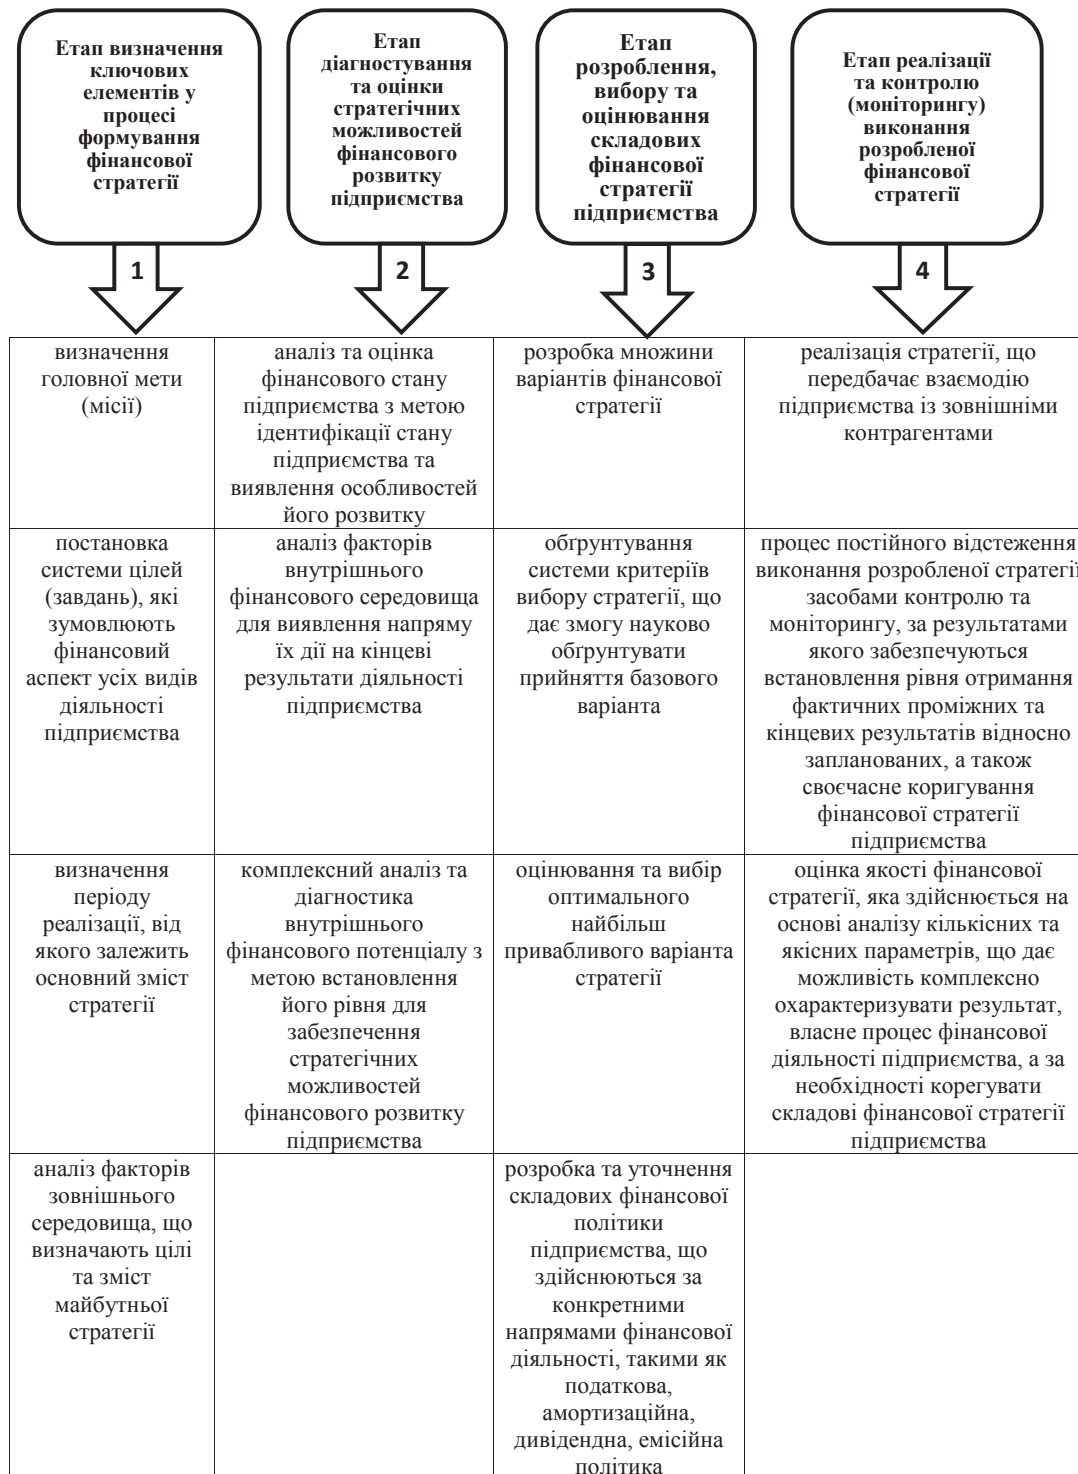 Етап визначення
ключових
елементів у
процесі
формування
фінансової
стратегії
Етап
діагностування
та оцінки
стратегічних
можливостей
фінансового
розвитку
підприємства
Етап
розроблення,
вибору та
оцінювання
складових
фінансової
стратегії
підприємства
Етап реалізації
та контролю
(моніторингу)
виконання
розробленої
фінансової
стратегії
1
2
3
4
визначення
головної мети
(місії)
аналіз та оцінка
фінансового стану
підприємства з метою
ідентифікації стану
підприємства та
виявлення особливостей
його розвитку
розробка множини
варіантів фінансової
стратегії
реалізація стратегії, що
передбачає взаємодію
підприємства із зовнішніми
контрагентами
постановка
системи цілей
(завдань), які
зумовлюють
фінансовий
аспект усіх видів
діяльності
підприємства
аналіз факторів
внутрішнього
фінансового середовища
для виявлення напряму
їх дії на кінцеві
результати діяльності
підприємства
обґрунтування
системи критеріїв
вибору стратегії, що
дає змогу науково
обґрунтувати
прийняття базового
варіанта
процес постійного відстеження
виконання розробленої стратегії
засобами контролю та
моніторингу, за результатами
якого забезпечуються
встановлення рівня отримання
фактичних проміжних та
кінцевих результатів відносно
запланованих, а також
своєчасне коригування
фінансової стратегії
підприємства
визначення
періоду
реалізації, від
якого залежить
основний зміст
стратегії
комплексний аналіз та
діагностика
внутрішнього
фінансового потенціалу з
метою встановлення
його рівня для
забезпечення
стратегічних
можливостей
фінансового розвитку
підприємства
оцінювання та вибір
оптимального
найбільш
привабливого варіанта
стратегії
оцінка якості фінансової
стратегії, яка здійснюється на
основі аналізу кількісних та
якісних параметрів, що дає
можливість комплексно
охарактеризувати результат,
власне процес фінансової
діяльності підприємства, а за
необхідності корегувати
складові фінансової стратегії
підприємства
аналіз факторів
зовнішнього
середовища, що
визначають цілі
та зміст
майбутньої
стратегії
розробка та уточнення
складових фінансової
політики
підприємства, що
здійснюються за
конкретними
напрямами фінансової
діяльності, такими як
податкова,
амортизаційна,
дивідендна, емісійна
політика